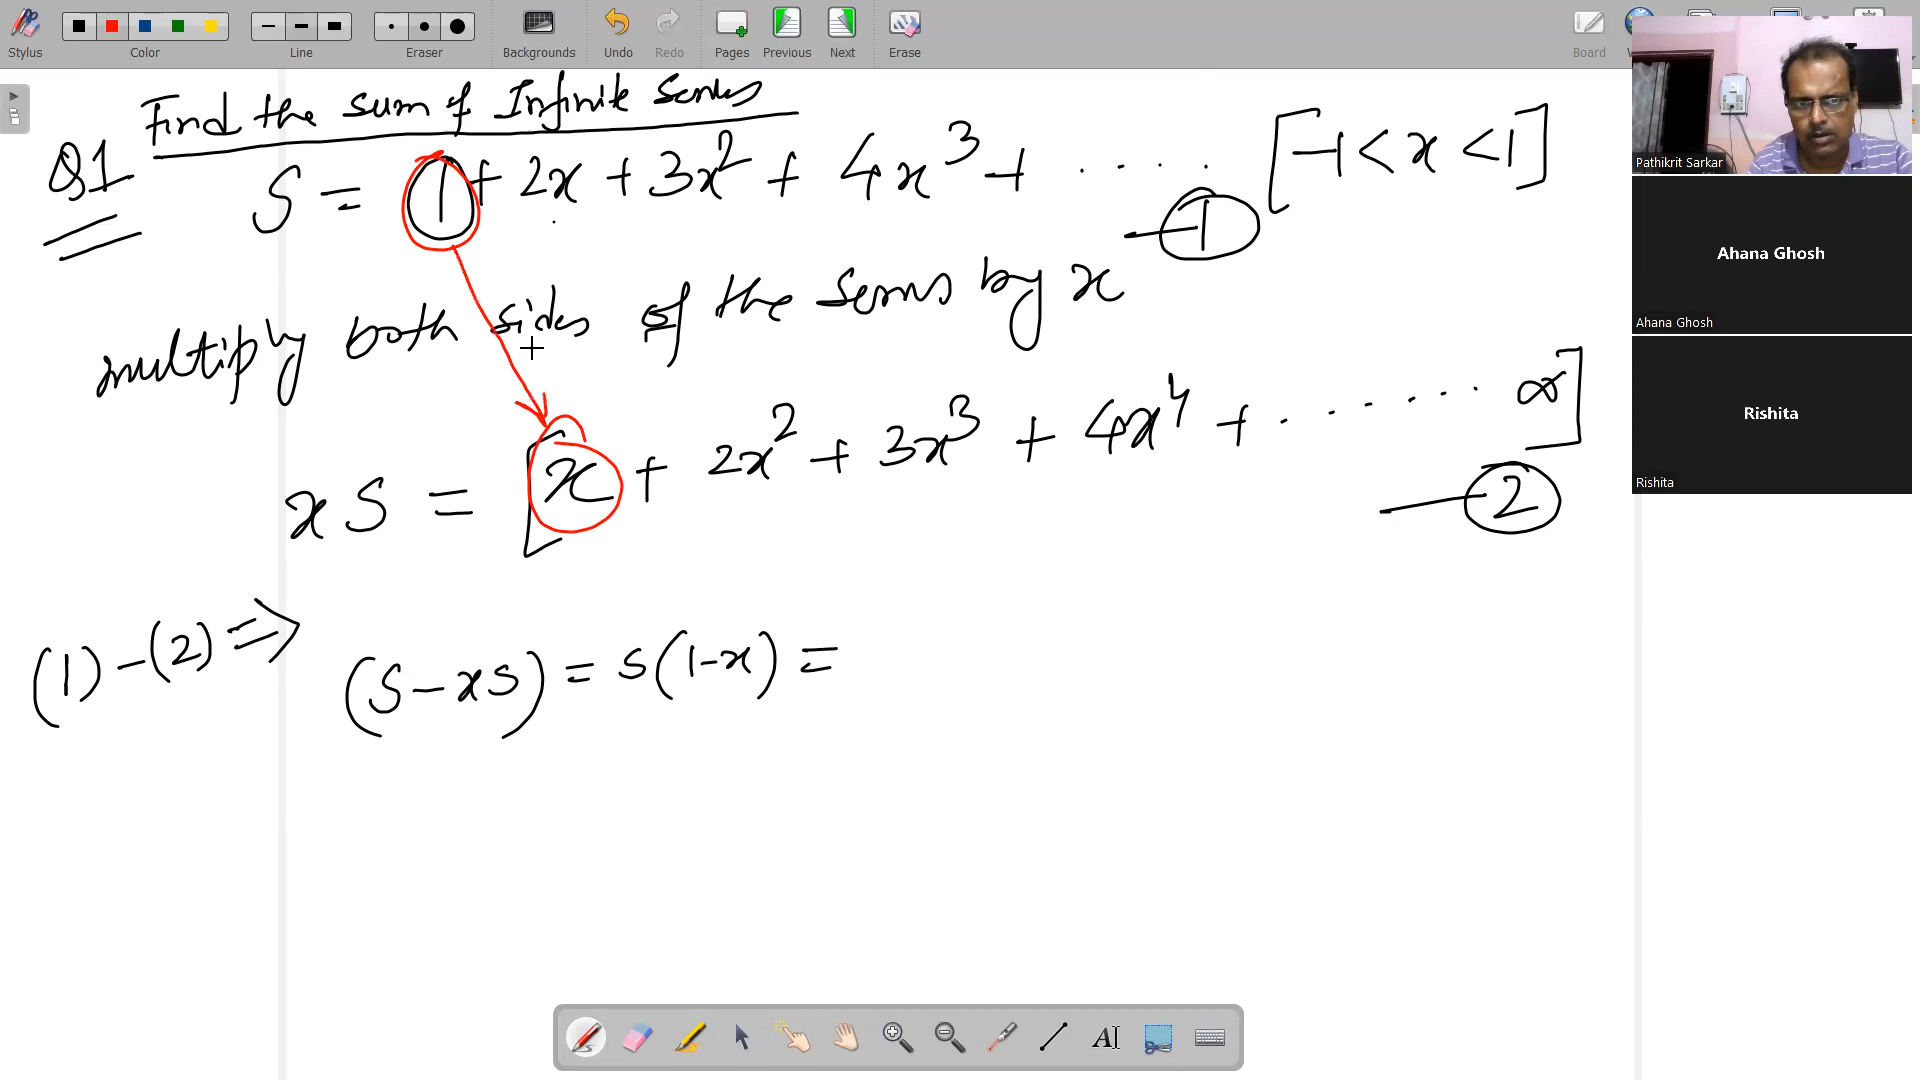 Stylus Color Line Eraser Backgrounds Undo Redo Pages Previous Next Erase Board
Find the sum of Infinite Series
Q1 S = 1 + 2x + 3x² + 4x³ + ..... [-1 < x < 1]
— 1
multiply both sides of the series by x
xS = [x + 2x² + 3x³ + 4x⁴ + ....... ∞]
— 2
(1) - (2) ⇒ (S - xS) = S(1-x) =
Pathikrit Sarkar
Ahana Ghosh
Ahana Ghosh
Rishita
Rishita